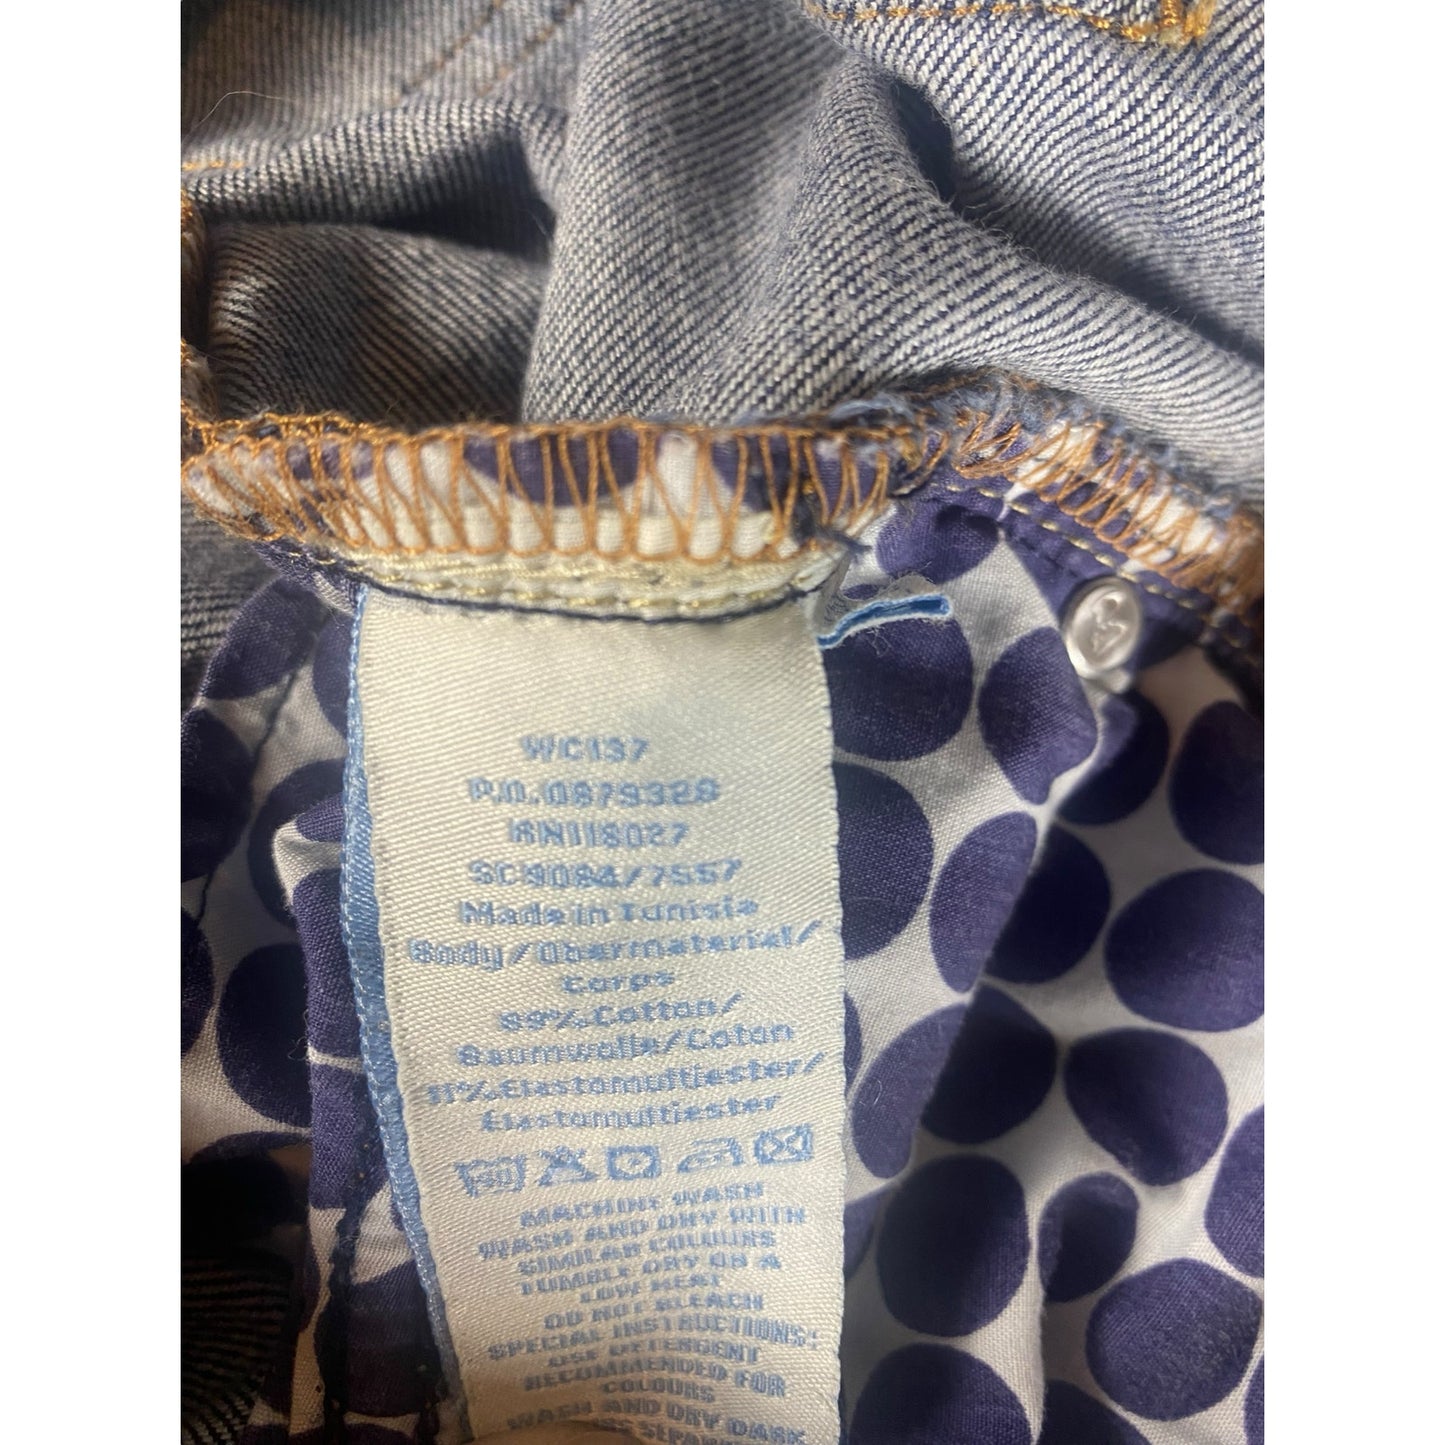 WC137
P.O.0879328
RN118027
SC9084/7557
Made in Tunisia
Body/Obermaterial/
Corps
89%Cotton/
Baumwolle/Coton
11%Elastomultiester/
Elastomultiester
MACHINE WASH
WASH AND DRY WITH
SIMILAR COLOURS
TUMBLE DRY ON A
LOW HEAT
DO NOT BLEACH
SPECIAL INSTRUCTIONS:
USE DETERGENT
RECOMMENDED FOR
COLOURS
WASH AND DRY DARK